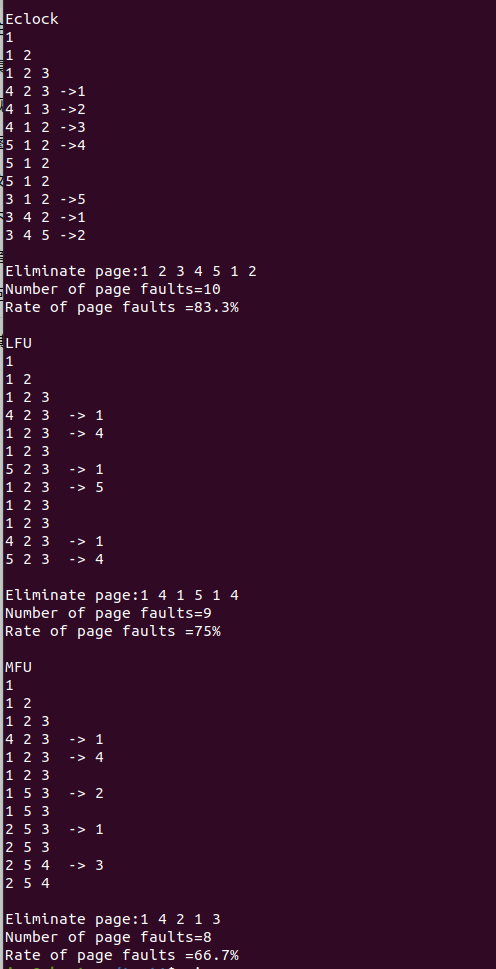 Eclock
1
1 2
1 2 3
4 2 3 ->1
4 1 3 ->2
4 1 2 ->3
5 1 2 ->4
5 1 2
5 1 2
3 1 2 ->5
3 4 2 ->1
3 4 5 ->2
Eliminate page:1 2 3 4 5 1 2
Number of page faults=10
Rate of page faults =83.3%
LFU
1
1 2
1 2 3
4 2 3  -> 1
1 2 3  -> 4
1 2 3
5 2 3  -> 1
1 2 3  -> 5
1 2 3
1 2 3
4 2 3  -> 1
5 2 3  -> 4
Eliminate page:1 4 1 5 1 4
Number of page faults=9
Rate of page faults =75%
MFU
1
1 2
1 2 3
4 2 3  -> 1
1 2 3  -> 4
1 2 3
1 5 3  -> 2
1 5 3
2 5 3  -> 1
2 5 3
2 5 4  -> 3
2 5 4
Eliminate page:1 4 2 1 3
Number of page faults=8
Rate of page faults =66.7%